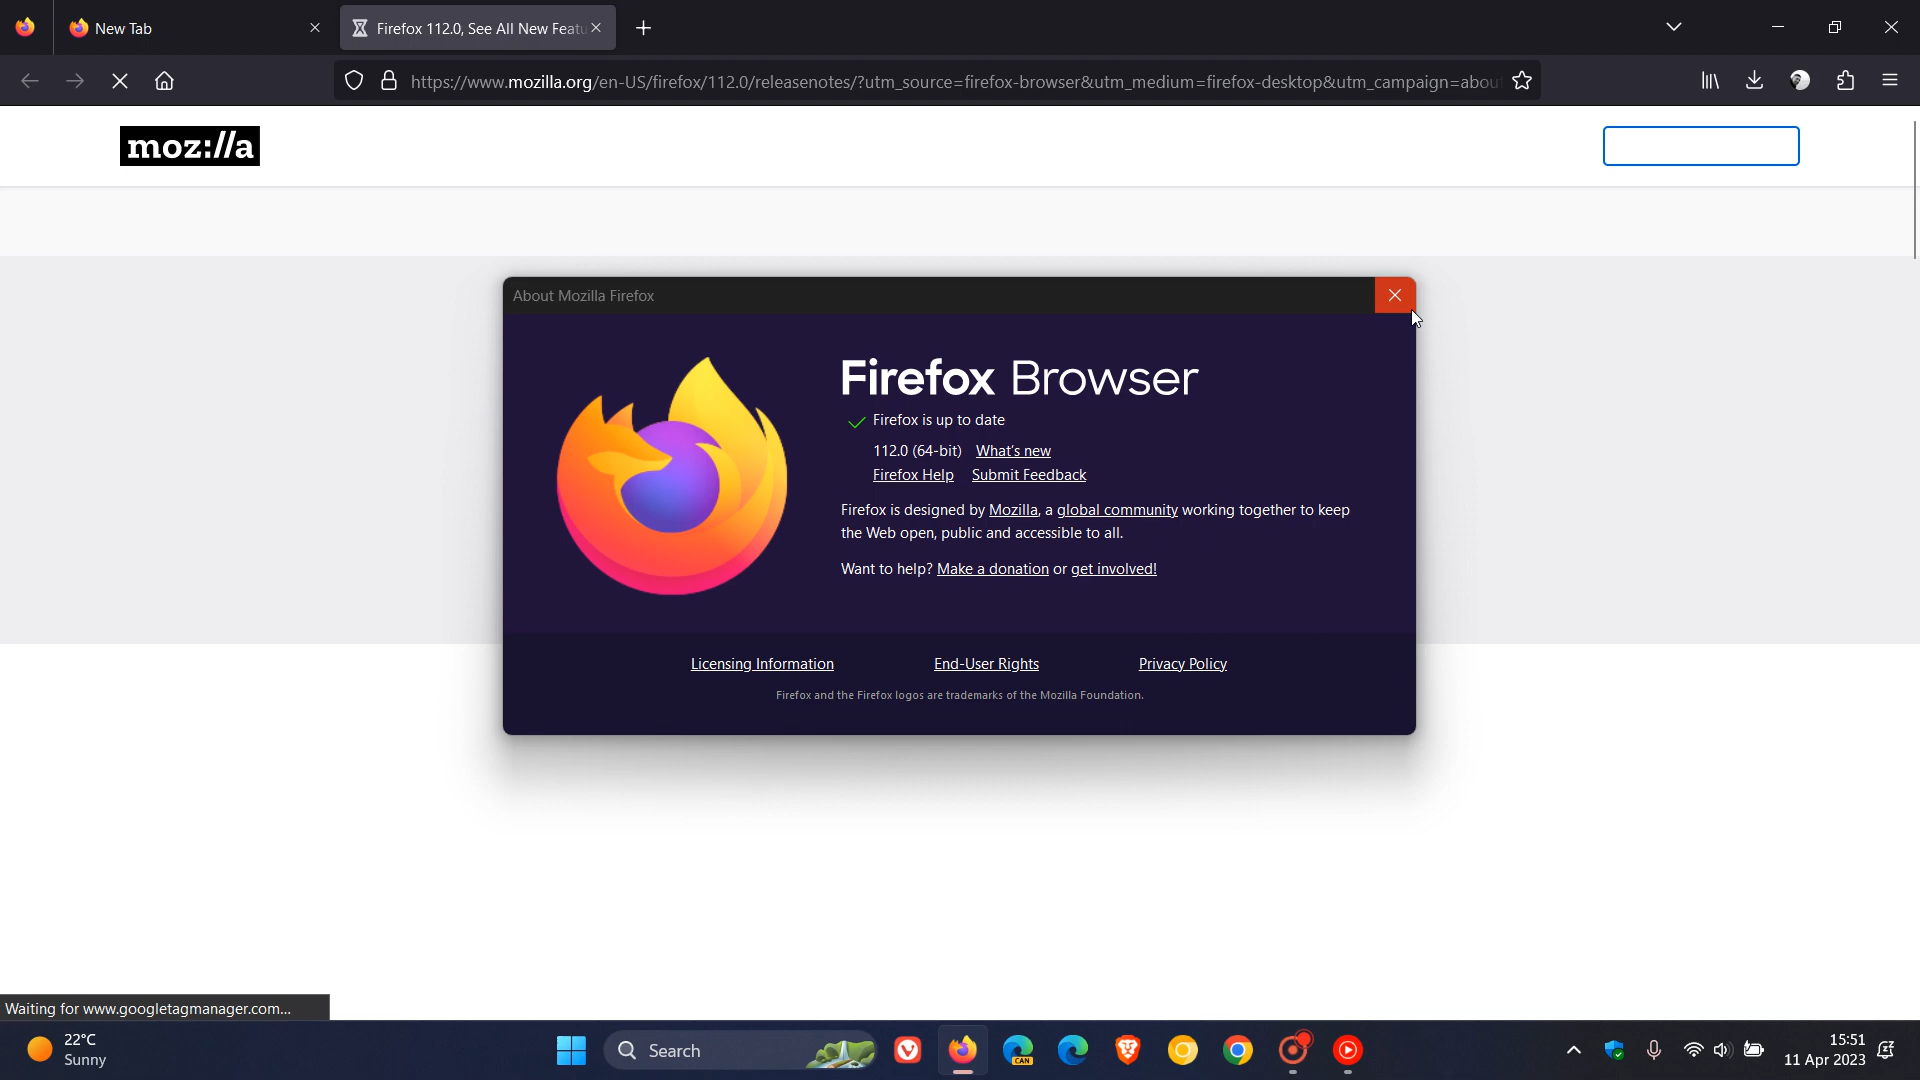 New Tab
Firefox 112.0, See All New Featu
https://www.mozilla.org/en-US/firefox/112.0/releasenotes/?utm_source=firefox-browser&utm_medium=firefox-desktop&utm_campaign=about
moz://a
About Mozilla Firefox
Firefox Browser
Firefox is up to date
112.0 (64-bit) What's new
Firefox Help Submit Feedback
Firefox is designed by Mozilla, a global community working together to keep
the Web open, public and accessible to all.
Want to help? Make a donation or get involved!
Licensing Information End-User Rights Privacy Policy
Firefox and the Firefox logos are trademarks of the Mozilla Foundation.
Waiting for www.googletagmanager.com...
22°C
Sunny
Search
CAN
15:51
11 Apr 2023